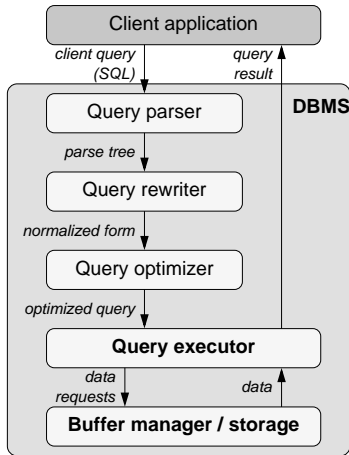 Client application
client query
(SQL)
query
result
DBMS
Query parser
parse tree
Query rewriter
normalized form
Query optimizer
optimized query
Query executor
data
requests
data
Buffer manager / storage